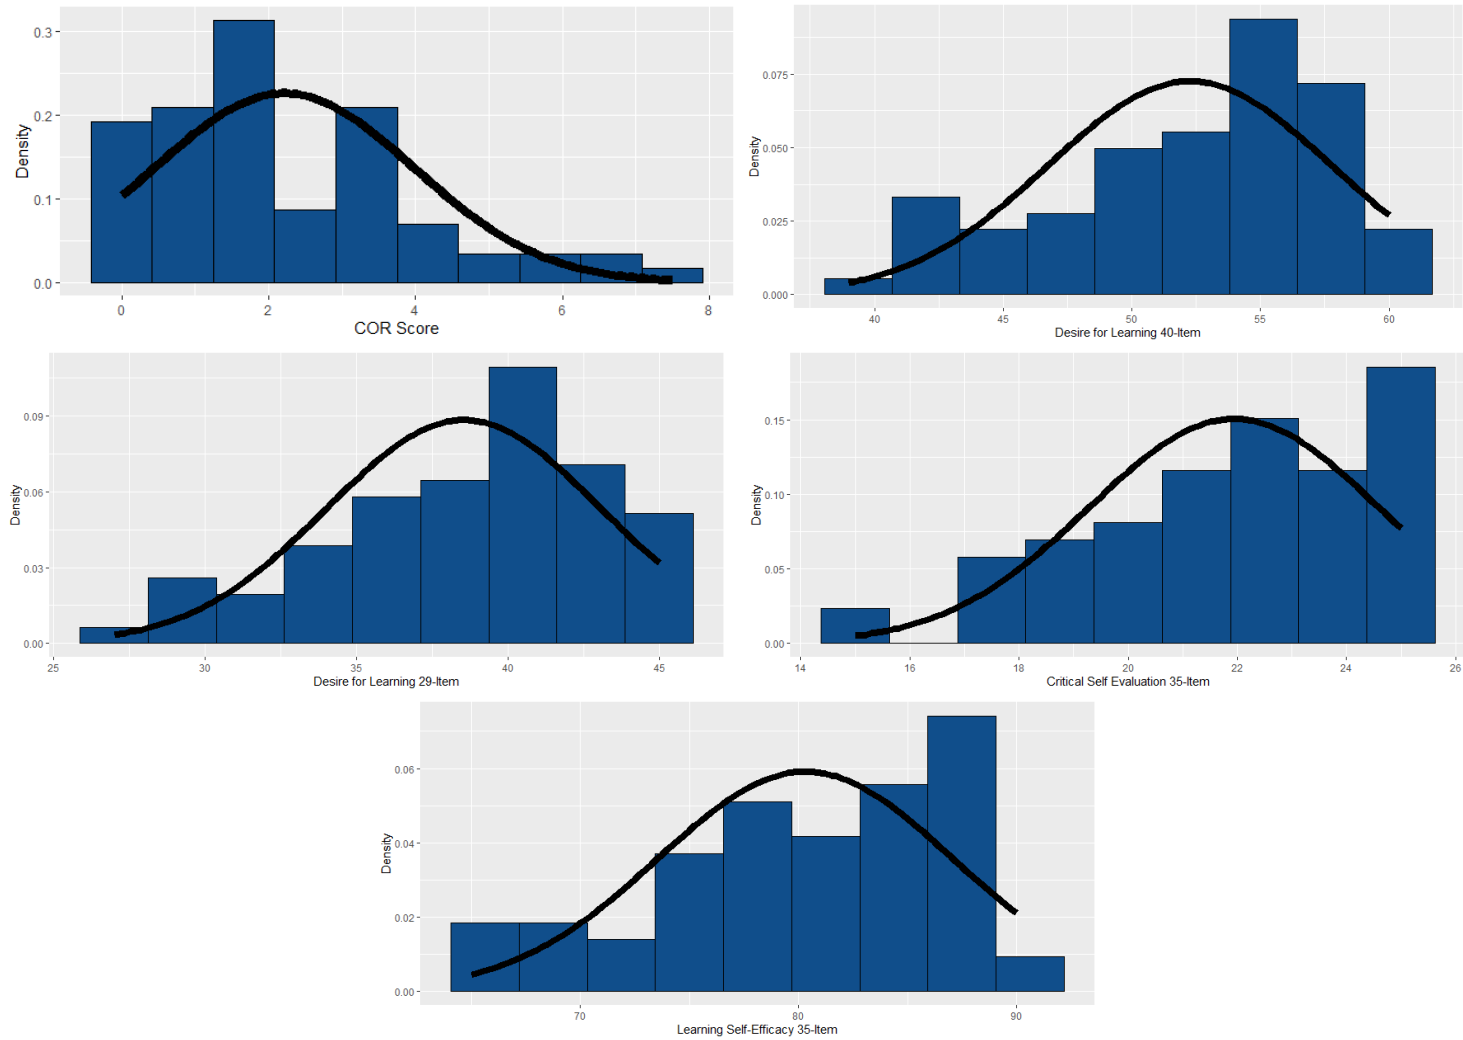 Density
0.3
0.2
0.1
0.0
0 2 4 6 8
COR Score
Density
0.075
0.050
0.025
0.000
40 45 50 55 60
Desire for Learning 40-Item
Density
0.09
0.06
0.03
0.00
25 30 35 40 45
Desire for Learning 29-Item
Density
0.15
0.10
0.05
0.00
14 16 18 20 22 24 26
Critical Self Evaluation 35-Item
Density
0.06
0.04
0.02
0.00
70 80 90
Learning Self-Efficacy 35-Item